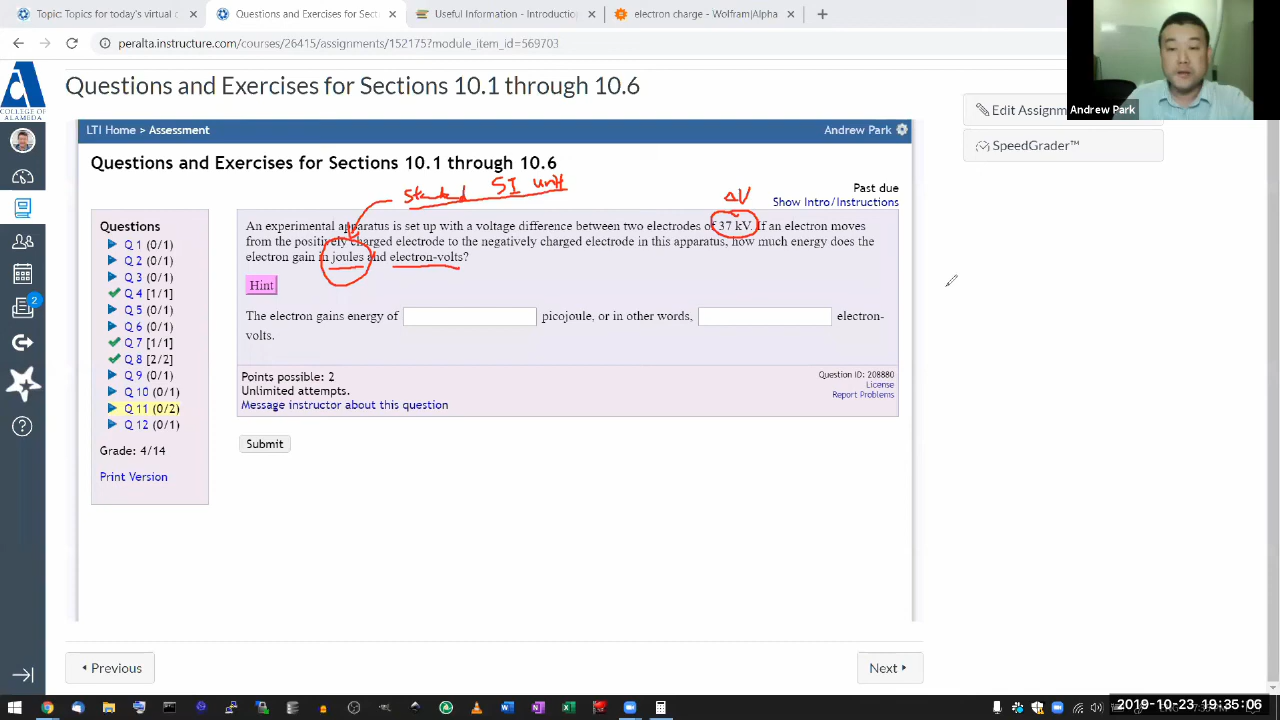 Topic: Topics for today's virtual c
Questions and Exercises for Sect
Useful Information - Introduction
electron charge - Wolfram|Alpha
peralta.instructure.com/courses/26415/assignments/152175?module_item_id=569703
Andrew Park
COLLEGE OF
ALAMEDA
2
Questions and Exercises for Sections 10.1 through 10.6
Edit Assignm
SpeedGrader™
LTI Home > Assessment
Andrew Park
Questions and Exercises for Sections 10.1 through 10.6
Past due
Show Intro/Instructions
standard SI unit
ΔV
Questions
Q 1 (0/1)
Q 2 (0/1)
Q 3 (0/1)
Q 4 [1/1]
Q 5 (0/1)
Q 6 (0/1)
Q 7 [1/1]
Q 8 [2/2]
Q 9 (0/1)
Q 10 (0/1)
Q 11 (0/2)
Q 12 (0/1)
Grade: 4/14
Print Version
An experimental apparatus is set up with a voltage difference between two electrodes of 37 kV. If an electron moves
from the positively charged electrode to the negatively charged electrode in this apparatus, how much energy does the
electron gain in joules and electron-volts?
Hint
The electron gains energy of picojoule, or in other words, electron-
volts.
Points possible: 2
Unlimited attempts.
Message instructor about this question
Question ID: 208880
License
Report Problems
Submit
Previous
Next
2019-10-23 19:35:06